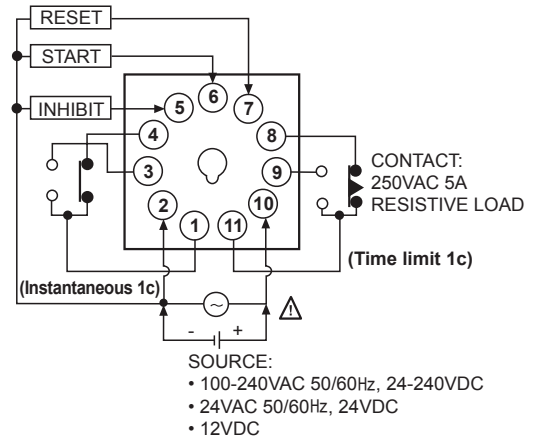 RESET
START
INHIBIT
6
5
7
4
8
3
9
2
10
1
11
CONTACT:
250VAC 5A
RESISTIVE LOAD
(Time limit 1c)
(Instantaneous 1c)
~
!
- +
SOURCE:
• 100-240VAC 50/60Hz, 24-240VDC
• 24VAC 50/60Hz, 24VDC
• 12VDC